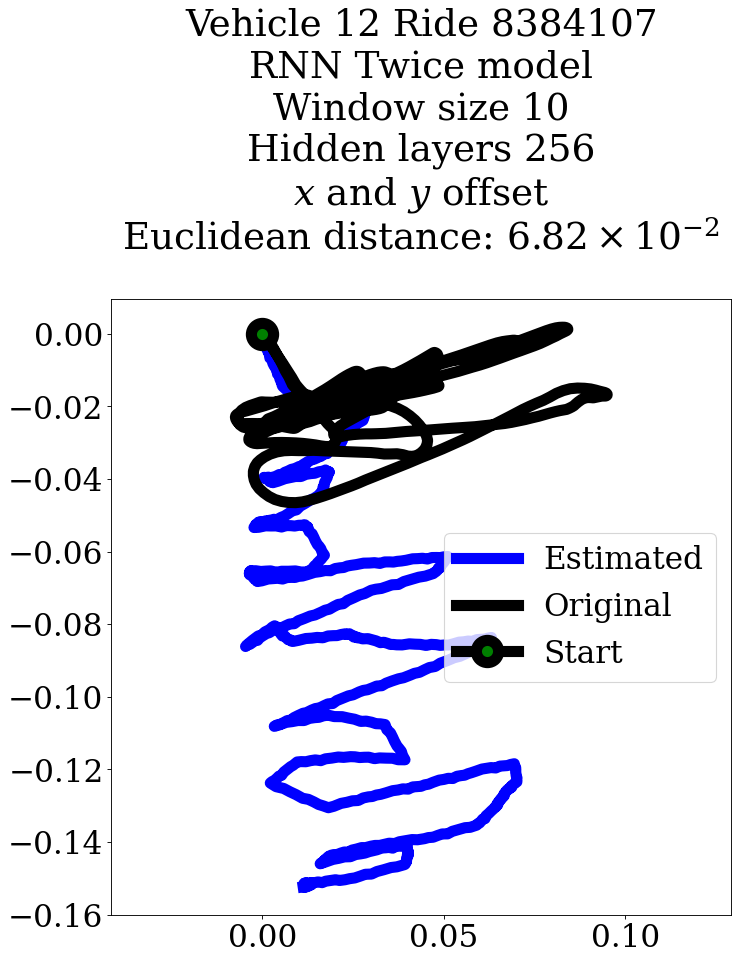 Vehicle 12 Ride 8384107
RNN Twice model
Window size 10
Hidden layers 256
x and y offset
Euclidean distance: 6.82 × 10⁻²
0.00
−0.02
−0.04
−0.06
−0.08
−0.10
−0.12
−0.14
−0.16
Estimated
Original
Start
0.00 0.05 0.10